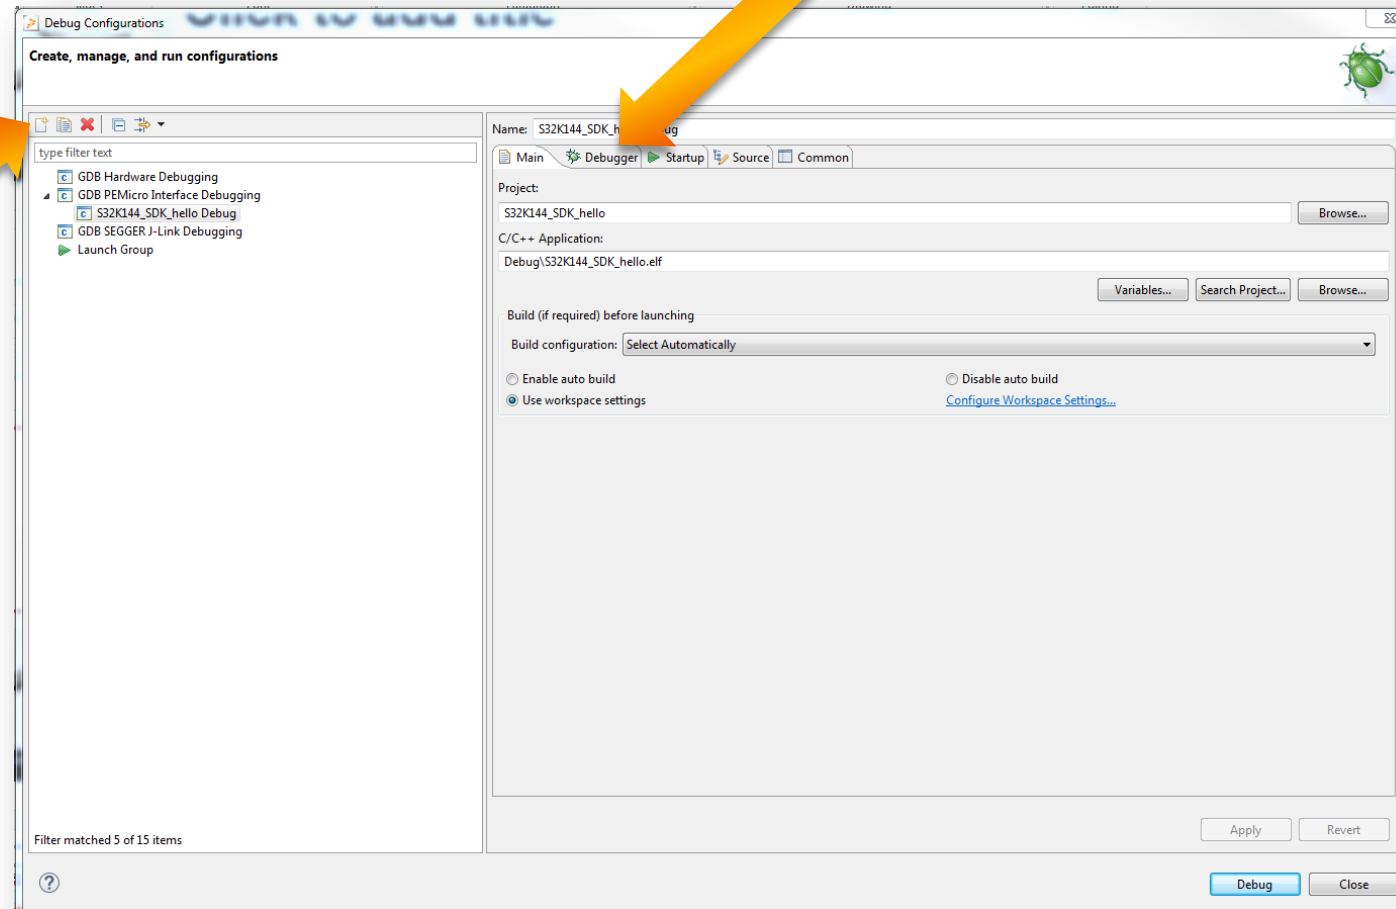 Debug Configurations
Create, manage, and run configurations
type filter text
GDB Hardware Debugging
GDB PEMicro Interface Debugging
S32K144_SDK_hello Debug
GDB SEGGER J-Link Debugging
Launch Group
Filter matched 5 of 15 items
Name: S32K144_SDK_h ug
Main Debugger Startup Source Common
Project:
S32K144_SDK_hello Browse...
C/C++ Application:
Debug\S32K144_SDK_hello.elf
Variables... Search Project... Browse...
Build (if required) before launching
Build configuration: Select Automatically
Enable auto build Disable auto build
Use workspace settings Configure Workspace Settings...
Apply Revert
Debug Close